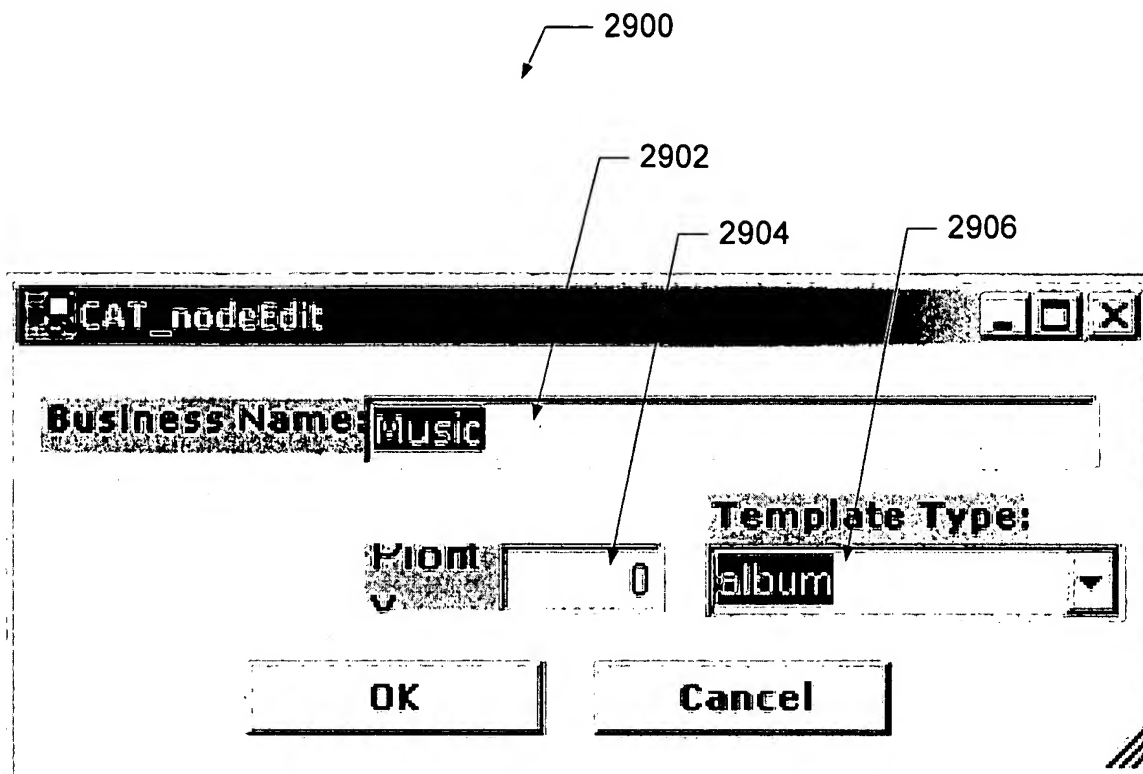 2900
2902
2904
2906
CAT_nodeEdit
Business Name:
Music
Template Type:
0
album
OK
Cancel